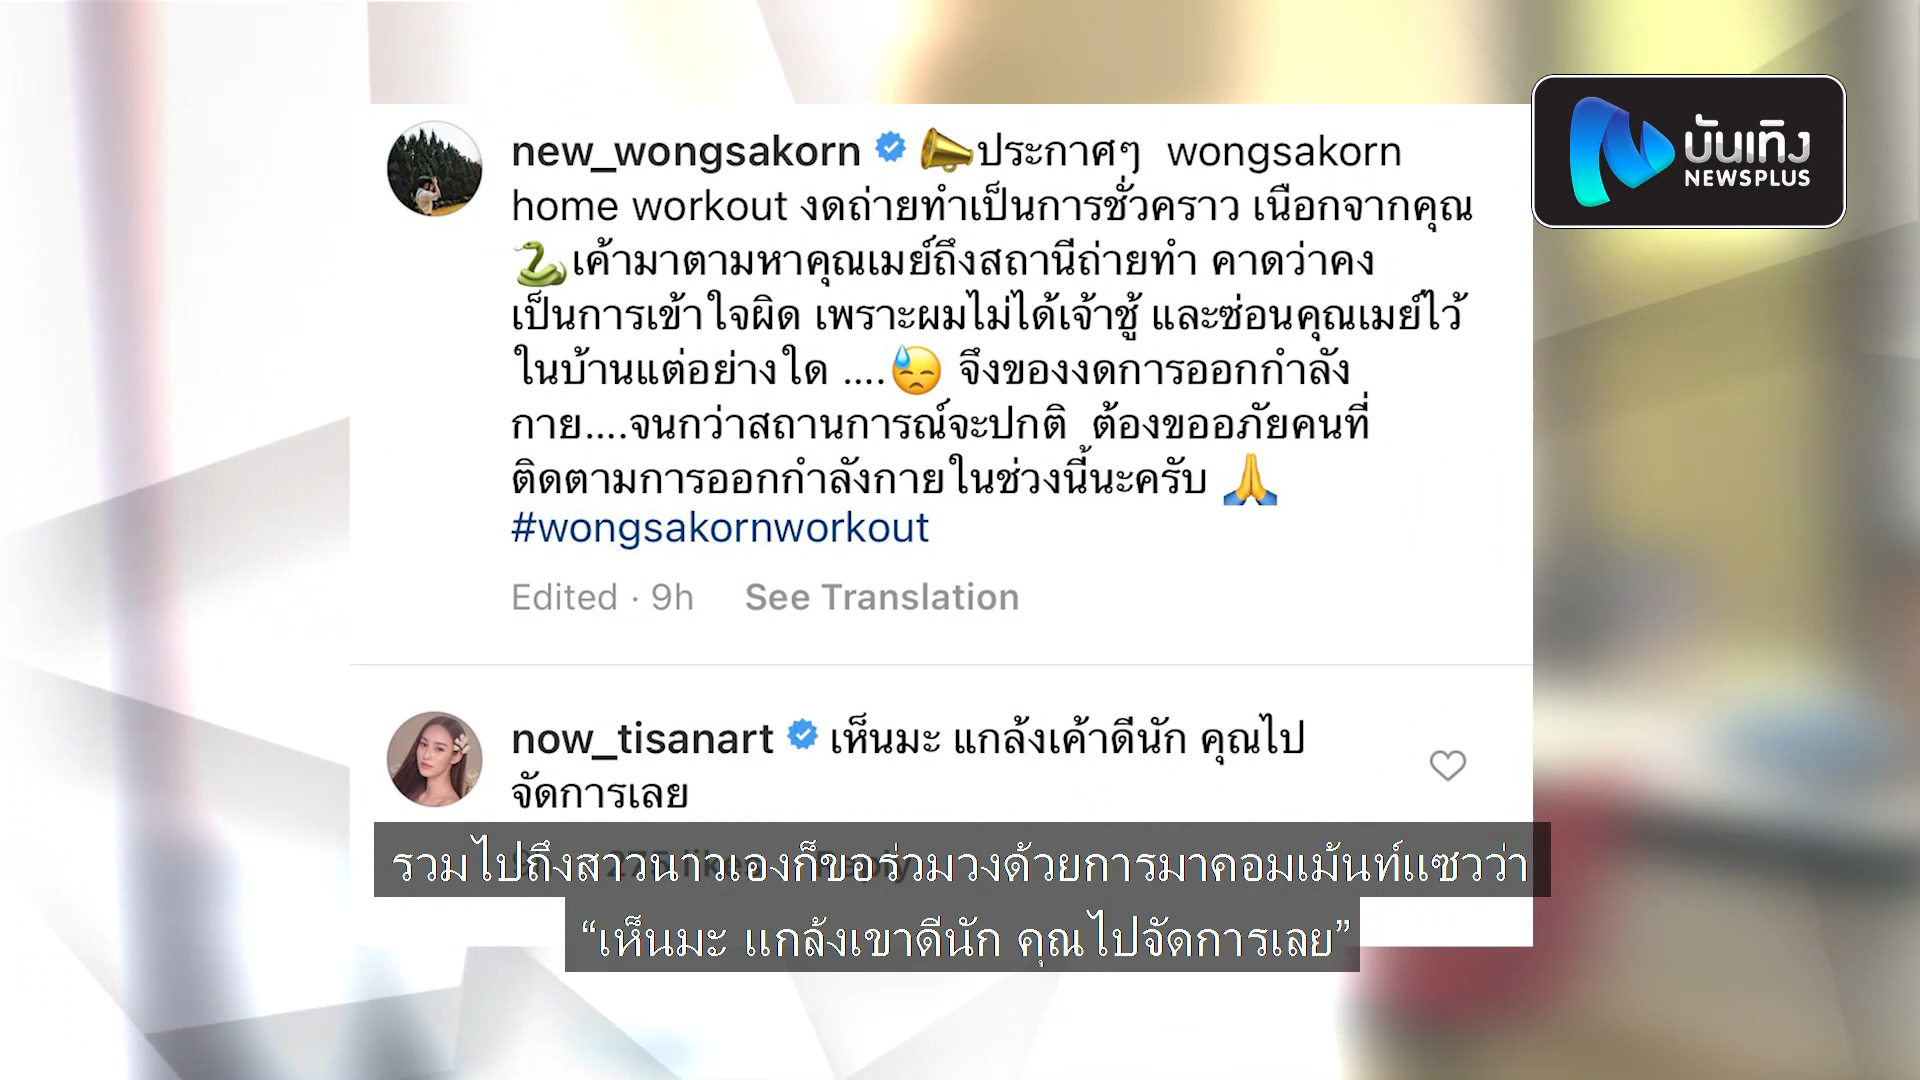 new_wongsakorn 📣ประกาศๆ wongsakorn
home workout งดถ่ายทำเป็นการชั่วคราว เนือกจากคุณ
🐍เค้ามาตามหาคุณเมย์ถึงสถานีถ่ายทำ คาดว่าคง
เป็นการเข้าใจผิด เพราะผมไม่ได้เจ้าชู้ และซ่อนคุณเมย์ไว้
ในบ้านแต่อย่างใด ....😓 จึงของงดการออกกำลัง
กาย....จนกว่าสถานการณ์จะปกติ ต้องขออภัยคนที่
ติดตามการออกกำลังกายในช่วงนี้นะครับ 🙏
#wongsakornworkout
Edited · 9h See Translation
now_tisanart เห็นมะ แกล้งเค้าดีนัก คุณไป
จัดการเลย
รวมไปถึงสาวนาวเองก็ขอร่วมวงด้วยการมาคอมเม้นท์แซวว่า
“เห็นมะ แกล้งเขาดีนัก คุณไปจัดการเลย”
บันเทิง
NEWSPLUS